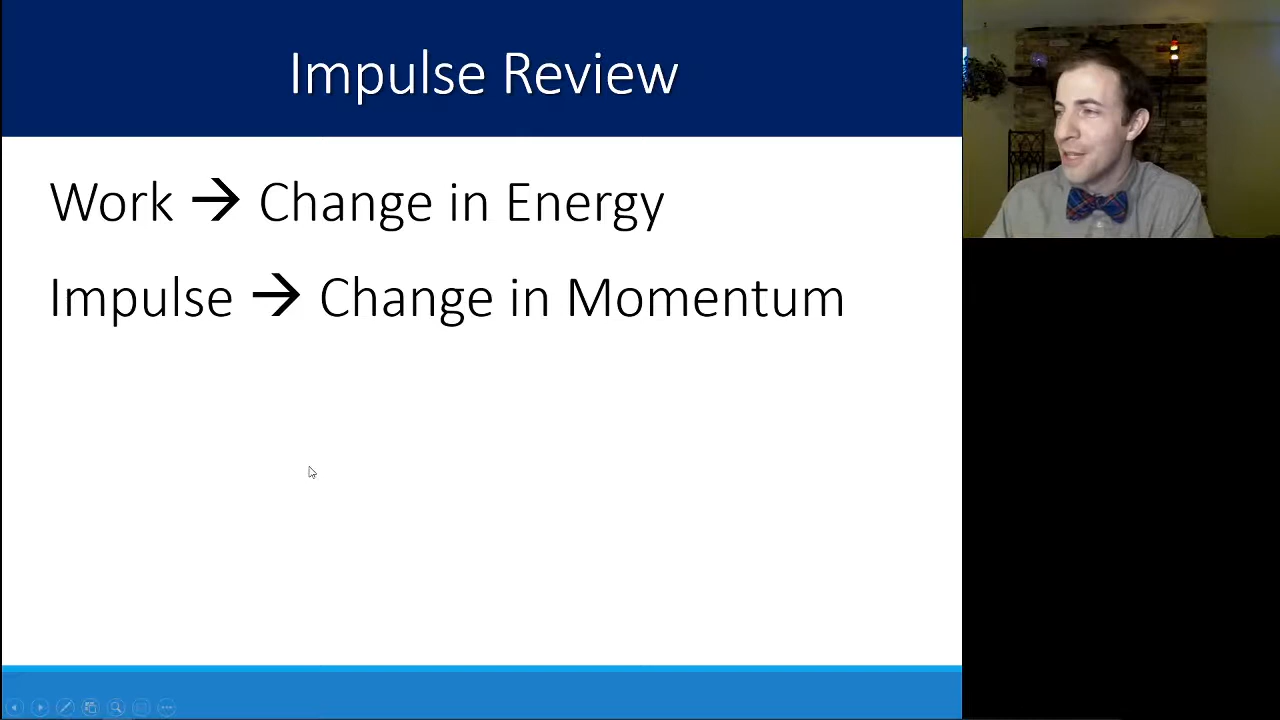 Impulse Review
Work → Change in Energy
Impulse → Change in Momentum